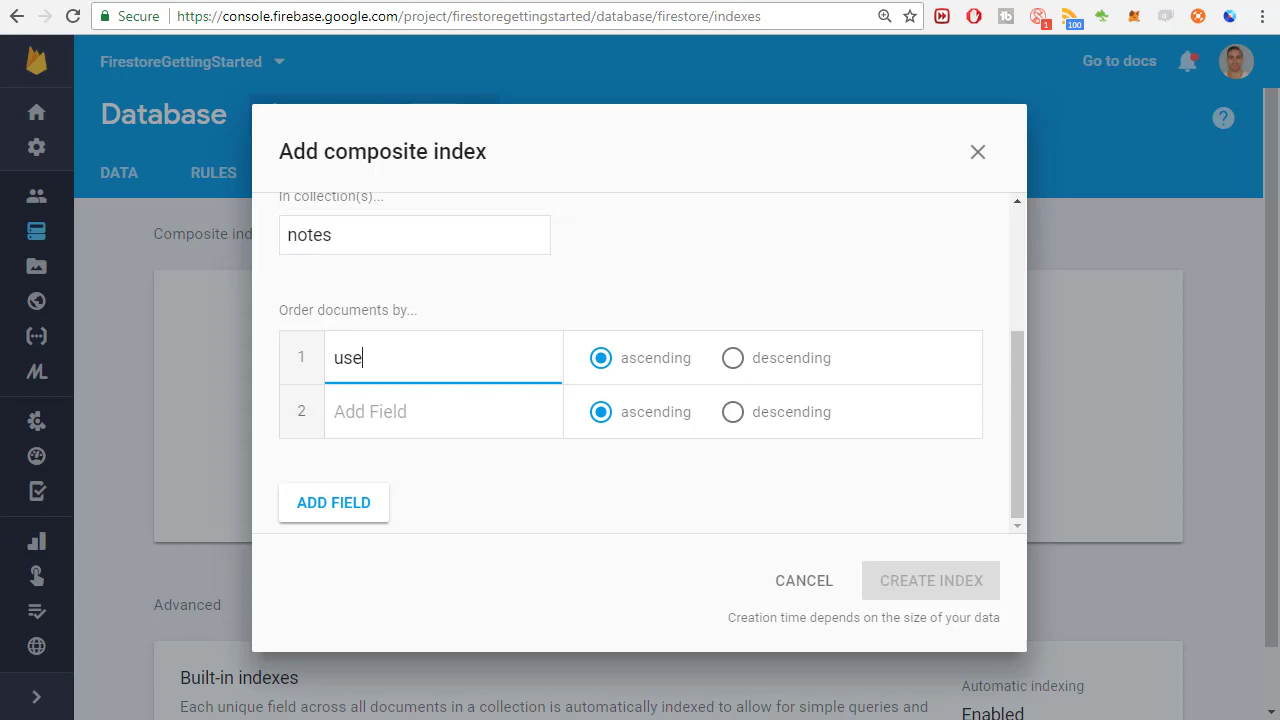 Secure
https://console.firebase.google.com/project/firestoregettingstarted/database/firestore/indexes
1
100
FirestoreGettingStarted
Go to docs
Database
DATA
RULES
Composite ind
Add composite index
In collection(s)...
notes
Order documents by...
1
use
ascending
descending
2
Add Field
ascending
descending
ADD FIELD
CANCEL
CREATE INDEX
Creation time depends on the size of your data
Advanced
Built-in indexes
Each unique field across all documents in a collection is automatically indexed to allow for simple queries and
Automatic indexing
Enabled